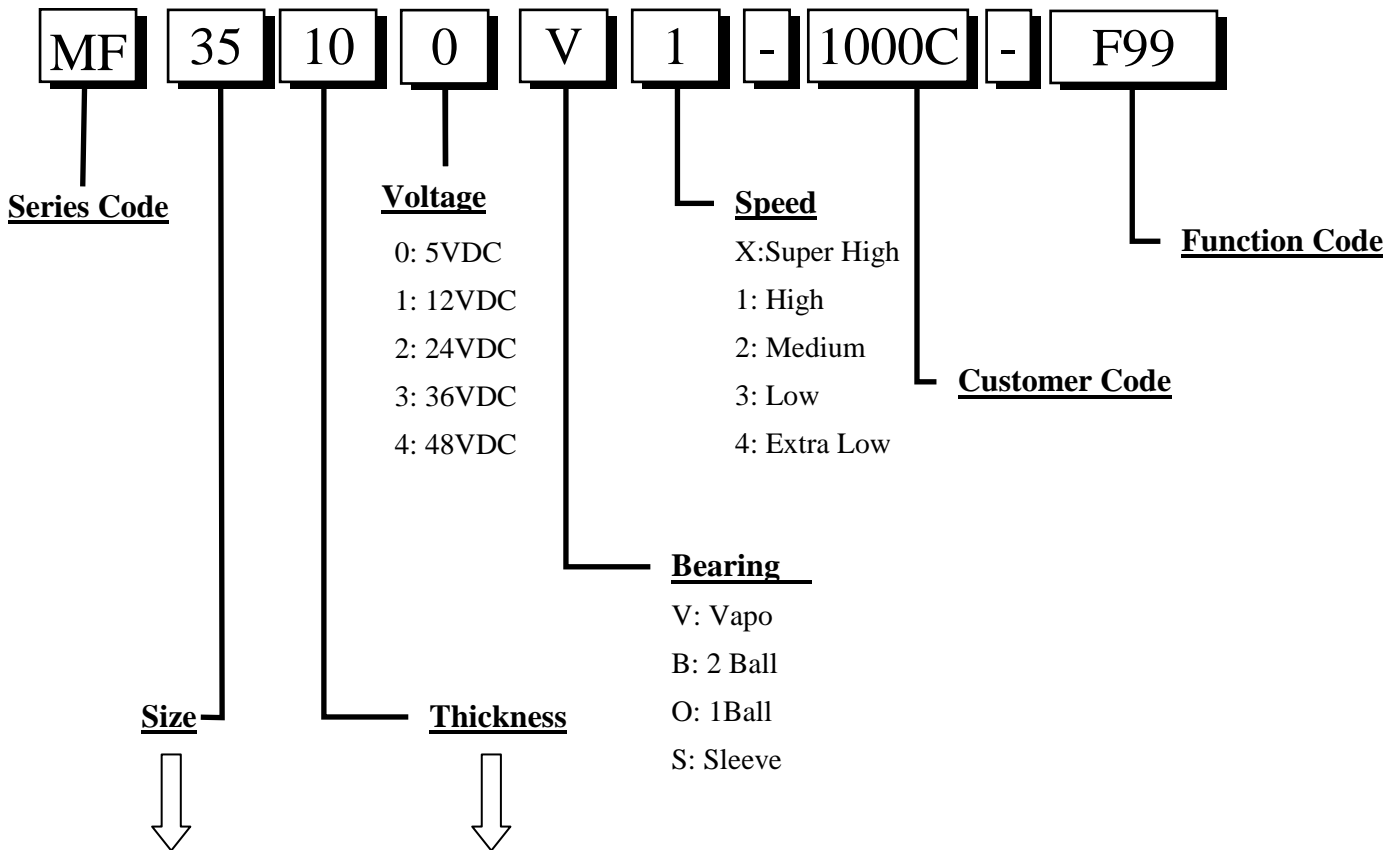 MF 35 10 0 V 1 - 1000C - F99
Series Code
Voltage
0: 5VDC
1: 12VDC
2: 24VDC
3: 36VDC
4: 48VDC
Speed
X:Super High
1: High
2: Medium
3: Low
4: Extra Low
Function Code
Customer Code
Bearing
V: Vapo
B: 2 Ball
O: 1Ball
S: Sleeve
Size
Thickness